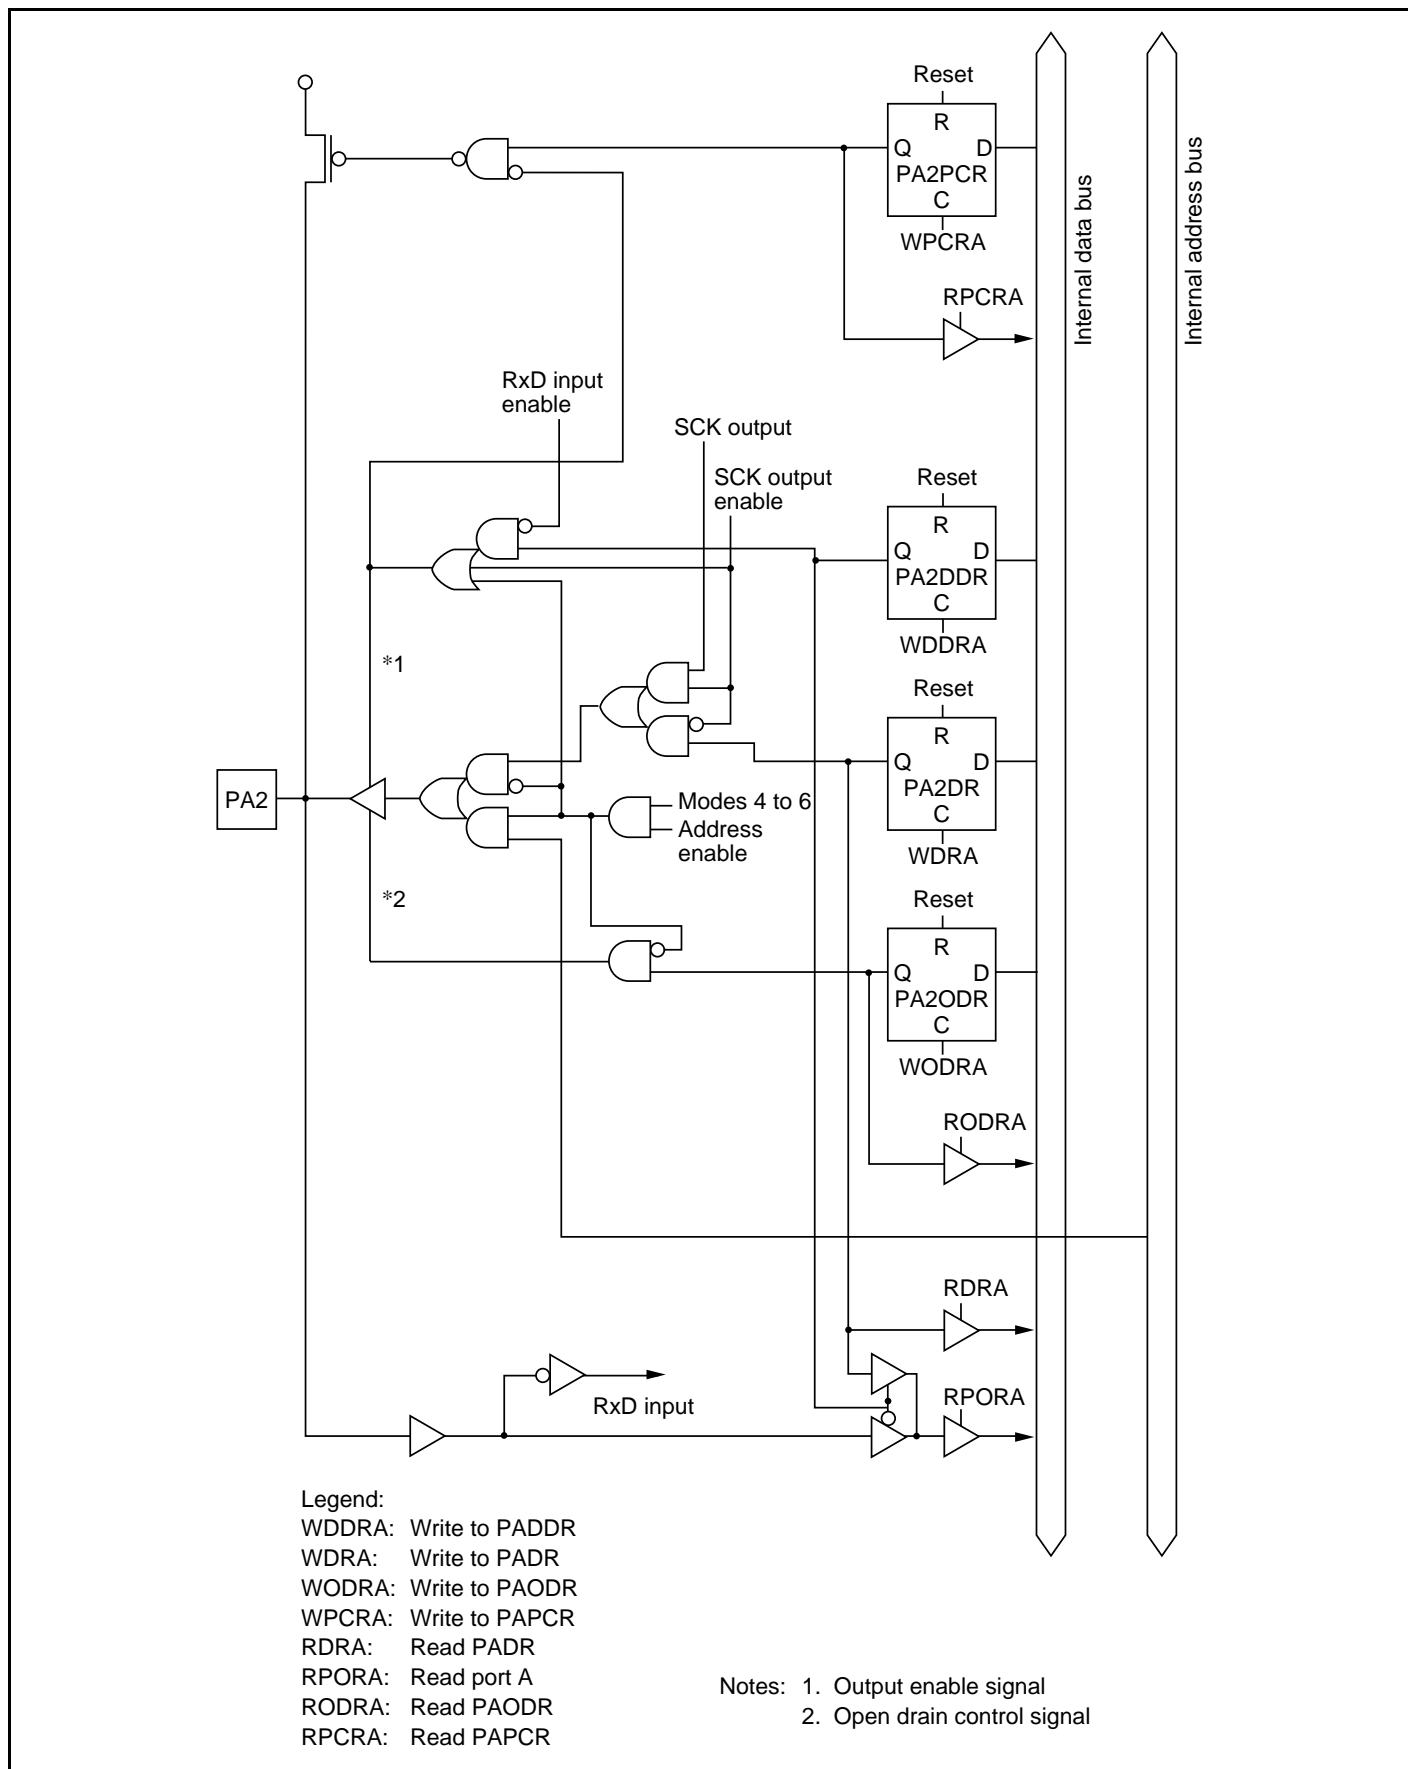 Reset
R
Q D
PA2PCR
C
WPCRA
Internal data bus
Internal address bus
RPCRA
RxD input
enable
SCK output
SCK output
enable
Reset
R
Q D
PA2DDR
C
WDDRA
*1
Reset
R
Q D
PA2DR
C
WDRA
PA2
Modes 4 to 6
Address
enable
*2
Reset
R
Q D
PA2ODR
C
WODRA
RODRA
RDRA
RxD input
RPORA
Legend:
WDDRA: Write to PADDR
WDRA: Write to PADR
WODRA: Write to PAODR
WPCRA: Write to PAPCR
RDRA: Read PADR
RPORA: Read port A
RODRA: Read PAODR
RPCRA: Read PAPCR
Notes: 1. Output enable signal
2. Open drain control signal